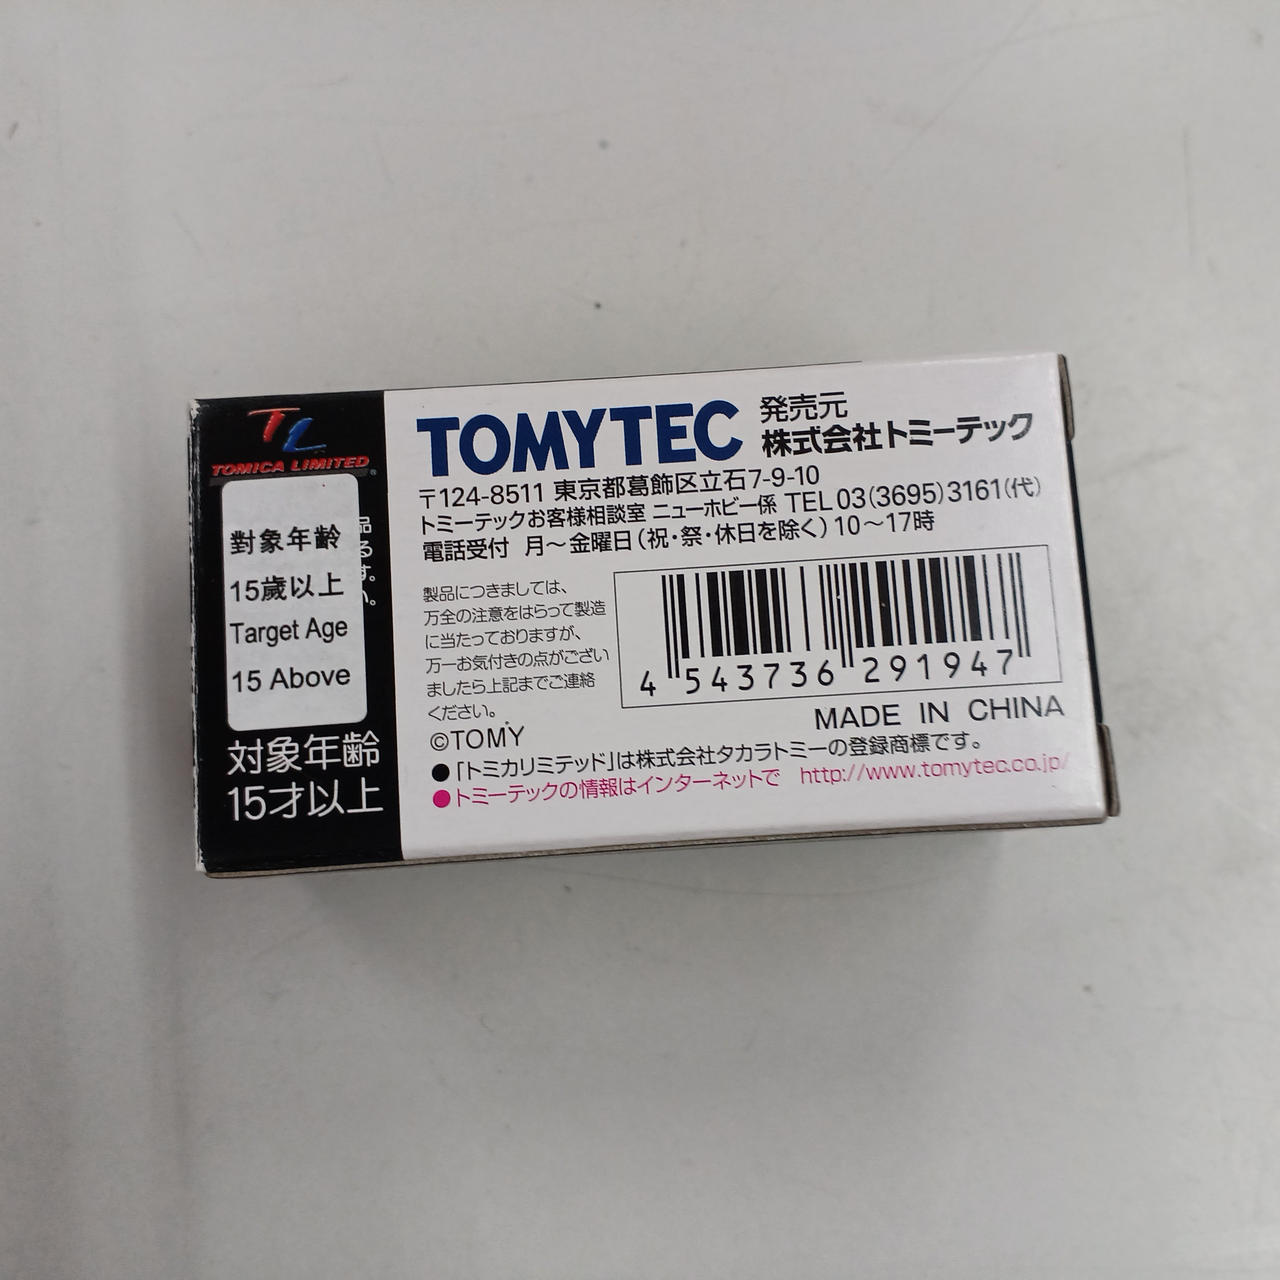 TL
TOMICA LIMITED®
品
る
す。
い。
對象年齡
15歲以上
Target Age
15 Above
対象年齢
15才以上
TOMYTEC 発売元
株式会社トミーテック
〒124-8511 東京都葛飾区立石7-9-10
トミーテックお客様相談室 ニューホビー係 TEL 03(3695)3161(代)
電話受付 月～金曜日(祝・祭・休日を除く)10～17時
製品につきましては、
万全の注意をはらって製造
に当たっておりますが、
万一お気付きの点がござい
ましたら上記までご連絡
ください。
4 543736 291947
©TOMY
MADE IN CHINA
●「トミカリミテッド」は株式会社タカラトミーの登録商標です。
●トミーテックの情報はインターネットで http://www.tomytec.co.jp/